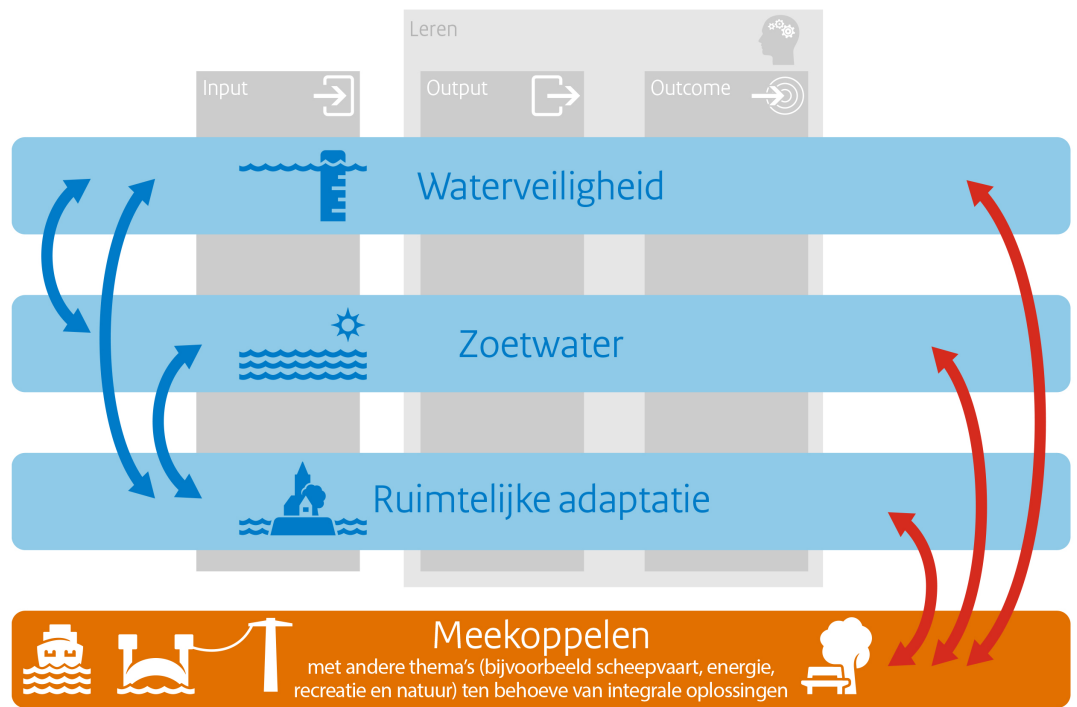 Leren
Input
Output
Outcome
Waterveiligheid
Zoetwater
Ruimtelijke adaptatie
Meekoppelen
met andere thema's (bijvoorbeeld scheepvaart, energie,
recreatie en natuur) ten behoeve van integrale oplossingen